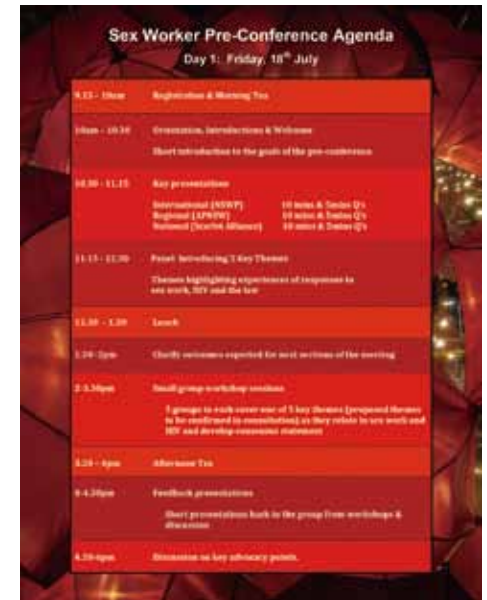 Sex Worker Pre-Conference Agenda
Day 1: Friday, 18th July
9.15 - 10am Registration & Morning Tea
10am - 10.30 Orientation, Introductions & Welcome
Short introduction to the goals of the pre-conference
10.30 - 11.15 Key presentations
International (NSWP) 10 mins & 5mins Q's
Regional (APNSW) 10 mins & 5mins Q's
National (Scarlet Alliance) 10 mins & 5mins Q's
11.15 - 12.30 Panel: Introducing 5 Key Themes
Themes highlighting experiences of responses to
sex work, HIV and the law
- 1.30 Lunch
1.30- 2pm Clarify outcomes expected for next sections of the meeting
2-3.30pm Small group workshop sessions
5 groups to each cover one of 5 key themes (proposed themes
to be confirmed in consultation) as they relate to sex work and
HIV and develop consensus statement
3.30 - 4pm Afternoon Tea
4-4.30pm Feedback presentations
Short presentations back to the group from workshops &
discussion
4.30-6pm Discussion on key advocacy points.